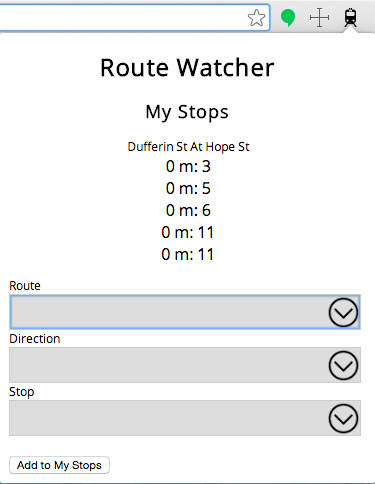 Route Watcher
My Stops
Dufferin St At Hope St
0 m: 3
0 m: 5
0 m: 6
0 m: 11
0 m: 11
Route
Direction
Stop
Add to My Stops